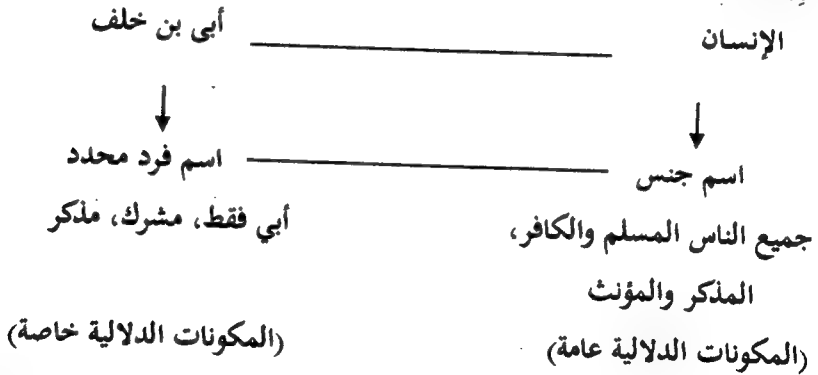 الإنسان
أبى بن خلف
اسم جنس
اسم فرد محدد
جميع الناس المسلم والكافر،
أبي فقط، مشرك، مذكر
المذكر والمؤنث
(المكونات الدلالية عامة)
(المكونات الدلالية خاصة)